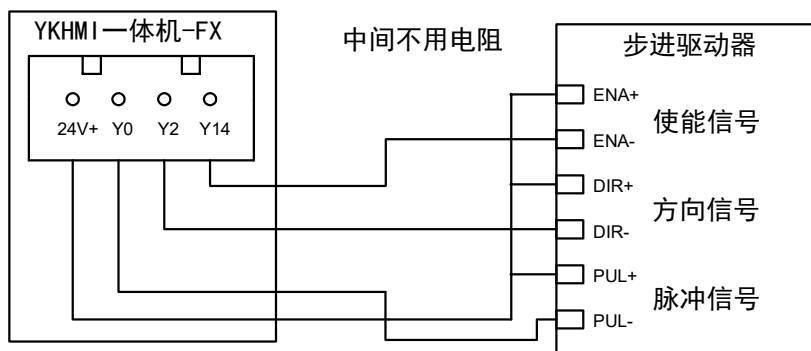 YKHMI一体机-FX
24V+ Y0 Y2 Y14
中间不用电阻
步进驱动器
ENA+
使能信号
ENA-
DIR+
方向信号
DIR-
PUL+
脉冲信号
PUL-